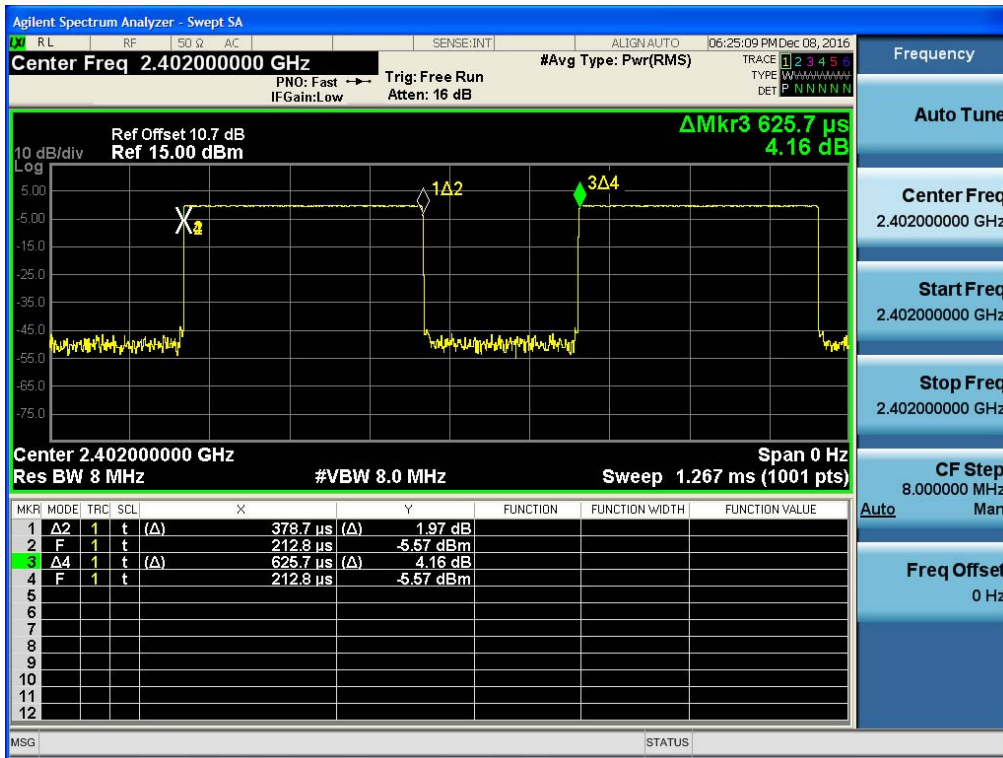 Agilent Spectrum Analyzer - Swept SA
LXI RL RF 50 Ω AC SENSE:INT ALIGN AUTO 06:25:09 PM Dec 08, 2016
Center Freq 2.402000000 GHz #Avg Type: Pwr(RMS) TRACE 1 2 3 4 5 6
PNO: Fast Trig: Free Run TYPE WWWWWW
IFGain:Low Atten: 16 dB DET P N N N N N
Frequency
Auto Tune
Center Freq
2.402000000 GHz
Start Freq
2.402000000 GHz
Stop Freq
2.402000000 GHz
CF Step
8.000000 MHz
Auto Man
Freq Offset
0 Hz
ΔMkr3 625.7 µs
4.16 dB
Ref Offset 10.7 dB
10 dB/div Ref 15.00 dBm
Log
5.00
-5.00
-15.0
-25.0
-35.0
-45.0
-55.0
-65.0
-75.0
1Δ2
3Δ4
Center 2.402000000 GHz Span 0 Hz
Res BW 8 MHz #VBW 8.0 MHz Sweep 1.267 ms (1001 pts)
MKR MODE TRC SCL X Y FUNCTION FUNCTION WIDTH FUNCTION VALUE
1 Δ2 1 t (Δ) 378.7 µs (Δ) 1.97 dB
2 F 1 t 212.8 µs -5.57 dBm
3 Δ4 1 t (Δ) 625.7 µs (Δ) 4.16 dB
4 F 1 t 212.8 µs -5.57 dBm
5
6
7
8
9
10
11
12
MSG STATUS